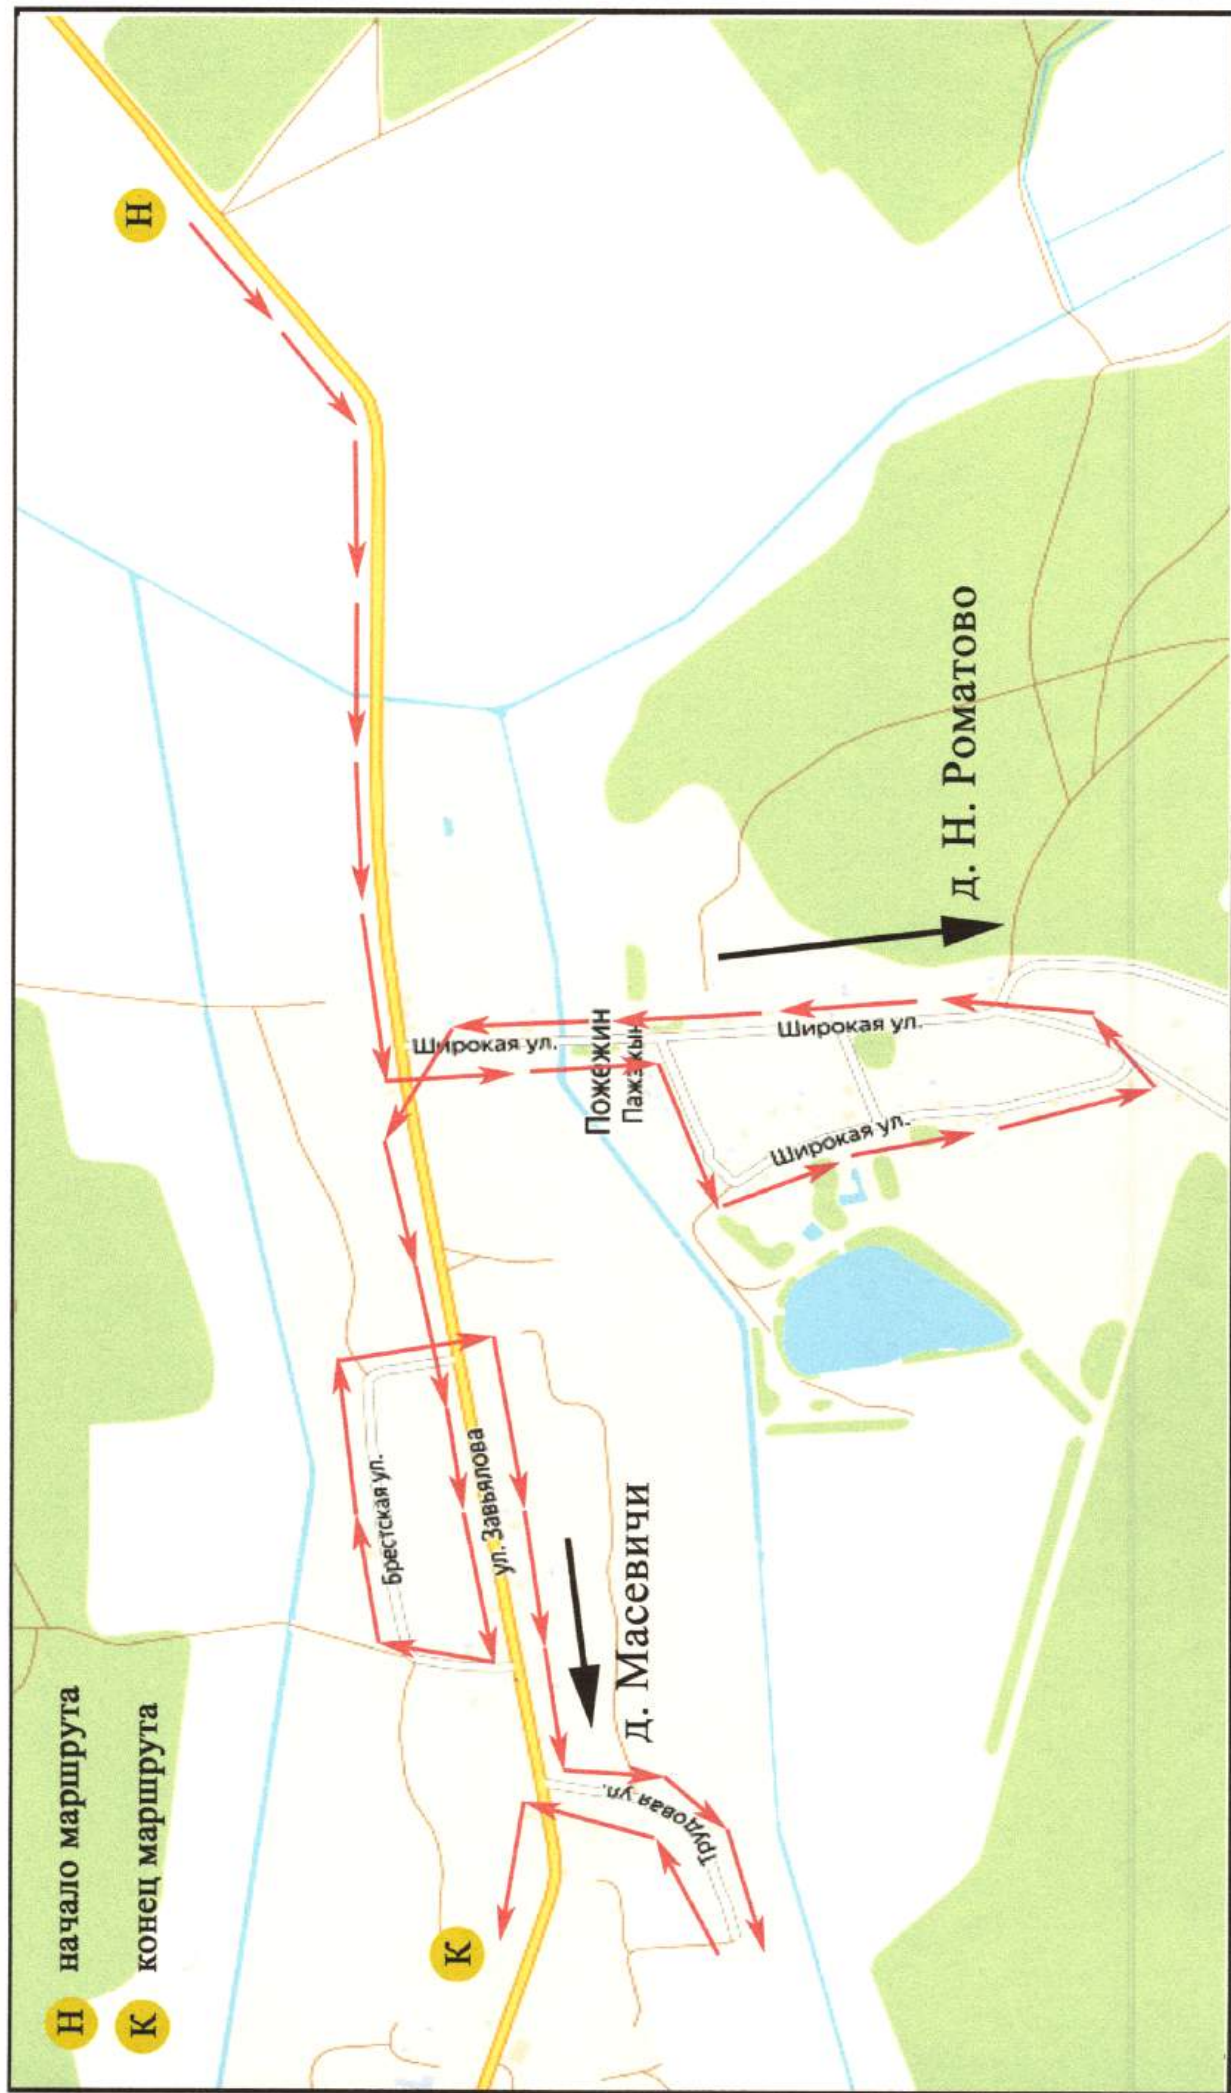 Н начало маршрута
К конец маршрута
Н
К
Брестская ул.
ул. Завьялова
Трудовая ул.
д. Масевичи
Широкая ул.
Пожежин
Пажэжын
Широкая ул.
Широкая ул.
д. Н. Роматово